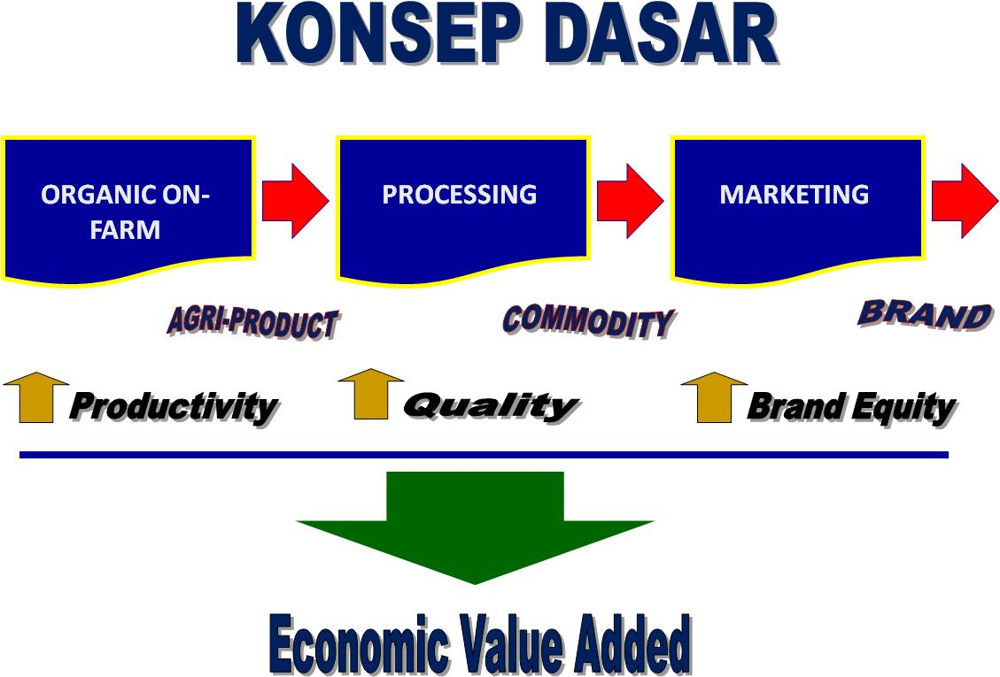 KONSEP DASAR
ORGANIC ON-
FARM
PROCESSING
MARKETING
AGRI-PRODUCT
COMMODITY
BRAND
Productivity
Quality
Brand Equity
Economic Value Added